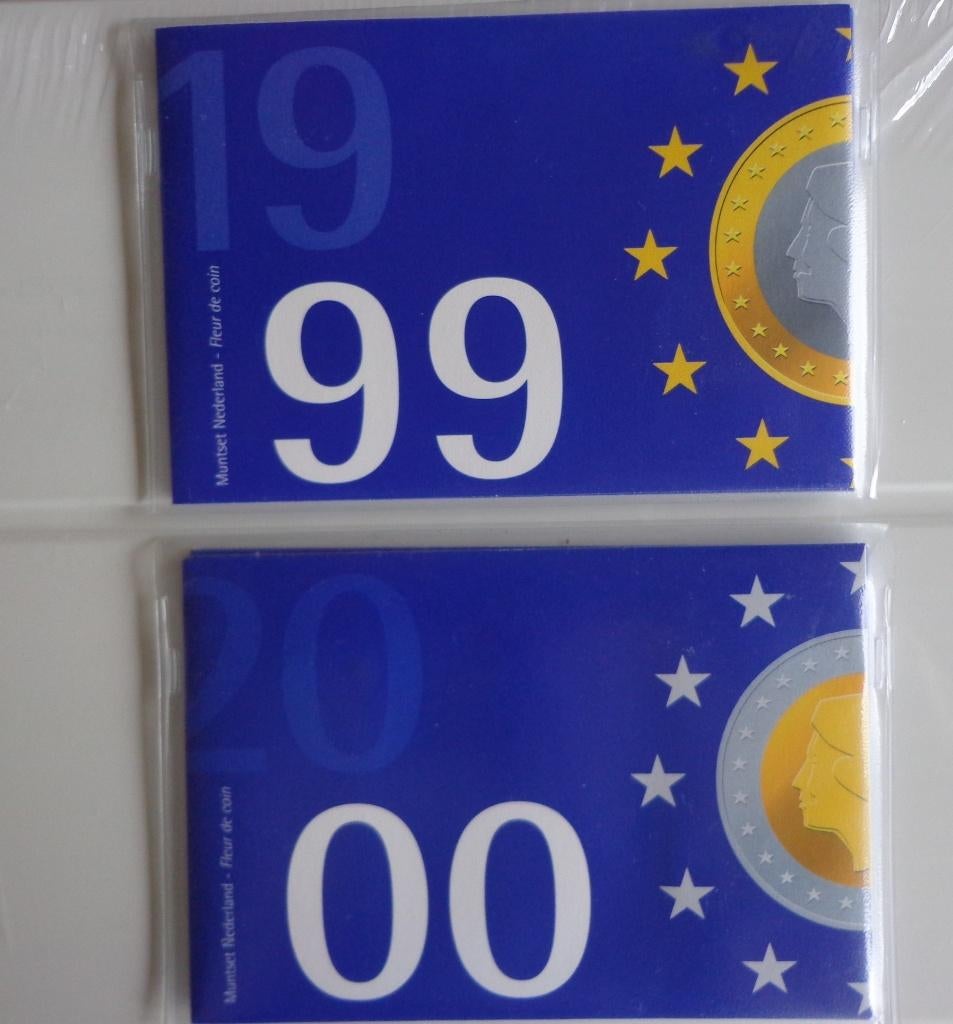 19
99
Muntset Nederland - Fleur de coin
20
00
Muntset Nederland - Fleur de coin